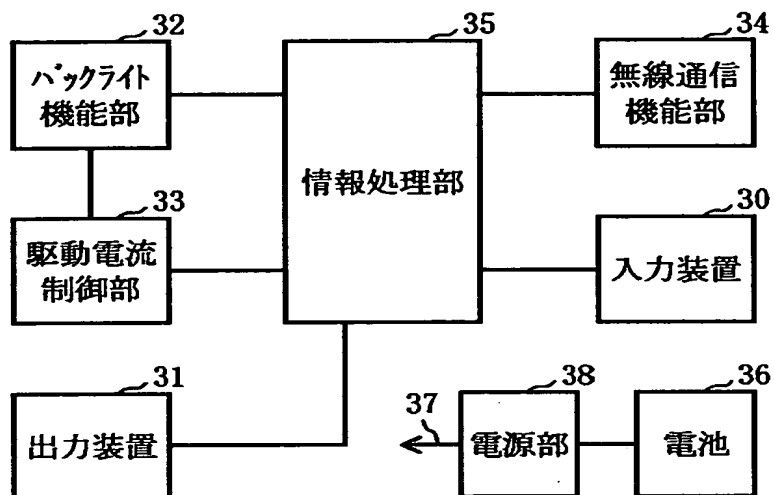 32
バックライト
機能部
35
情報処理部
34
無線通信
機能部
33
駆動電流
制御部
30
入力装置
31
出力装置
37
38
電源部
36
電池